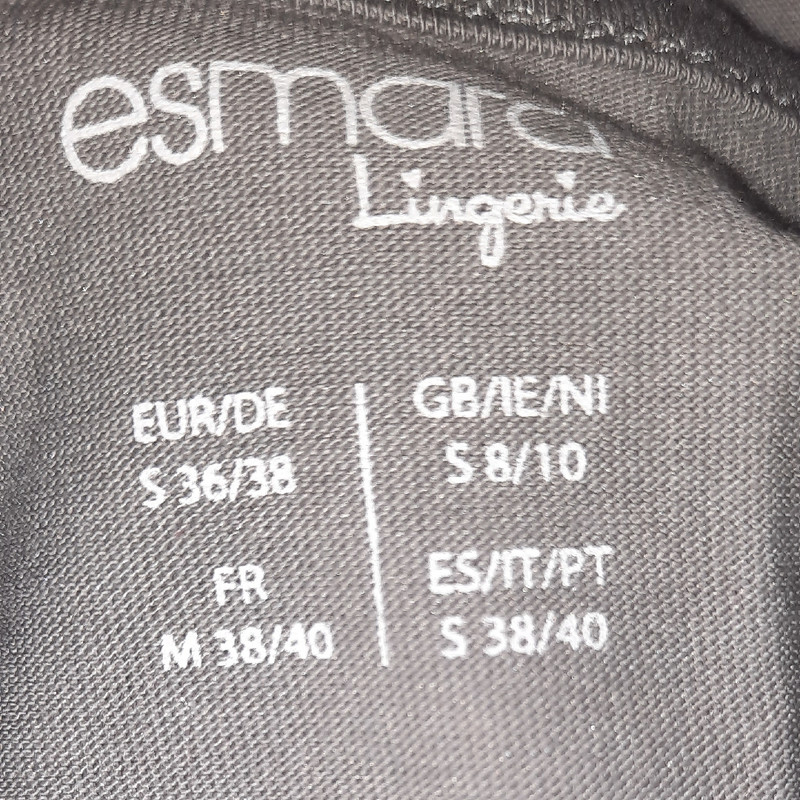 esmara
Lingerie
EUR/DE
S 36/38
GB/IE/NI
S 8/10
FR
M 38/40
ES/IT/PT
S 38/40